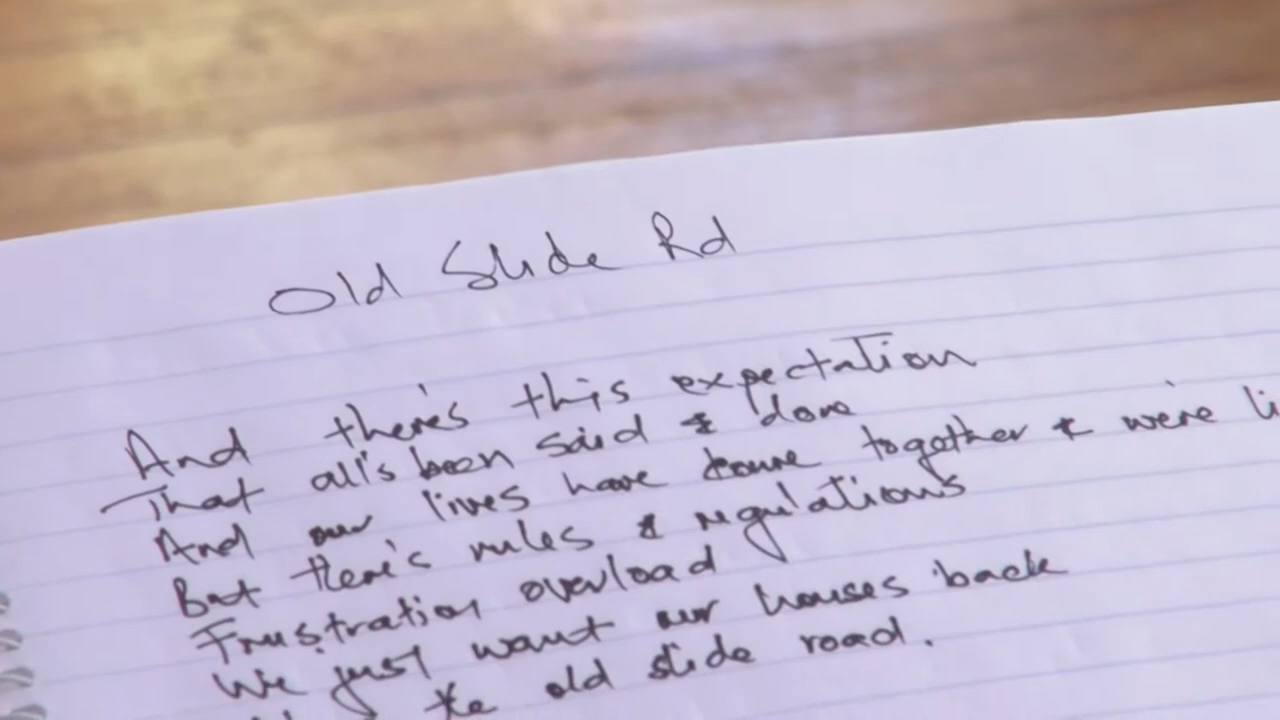 Old Slide Rd
And there's this expectation
That all's been said & done
And our lives have come together & were
But there's rules & regulations
Frustration overload
We just want our houses back
the old slide road.